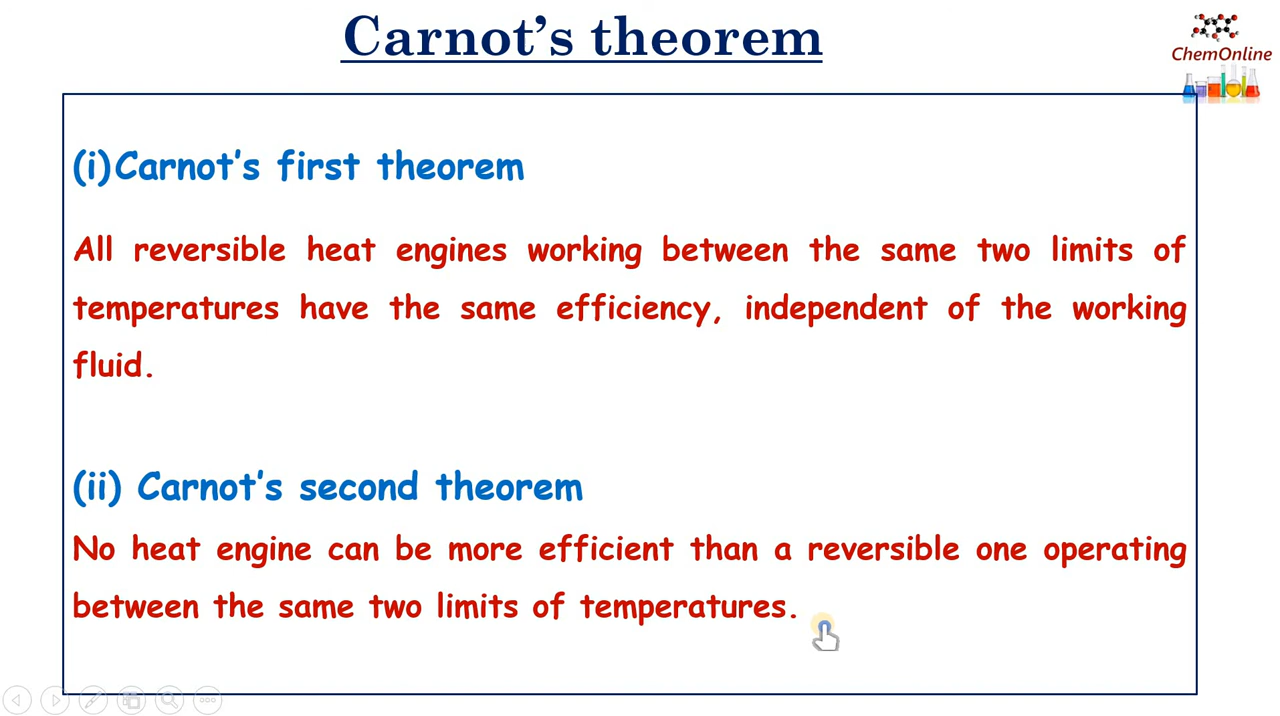 Carnot’s theorem
ChemOnline
(i)Carnot’s first theorem
All reversible heat engines working between the same two limits of
temperatures have the same efficiency, independent of the working
fluid.
(ii) Carnot’s second theorem
No heat engine can be more efficient than a reversible one operating
between the same two limits of temperatures.